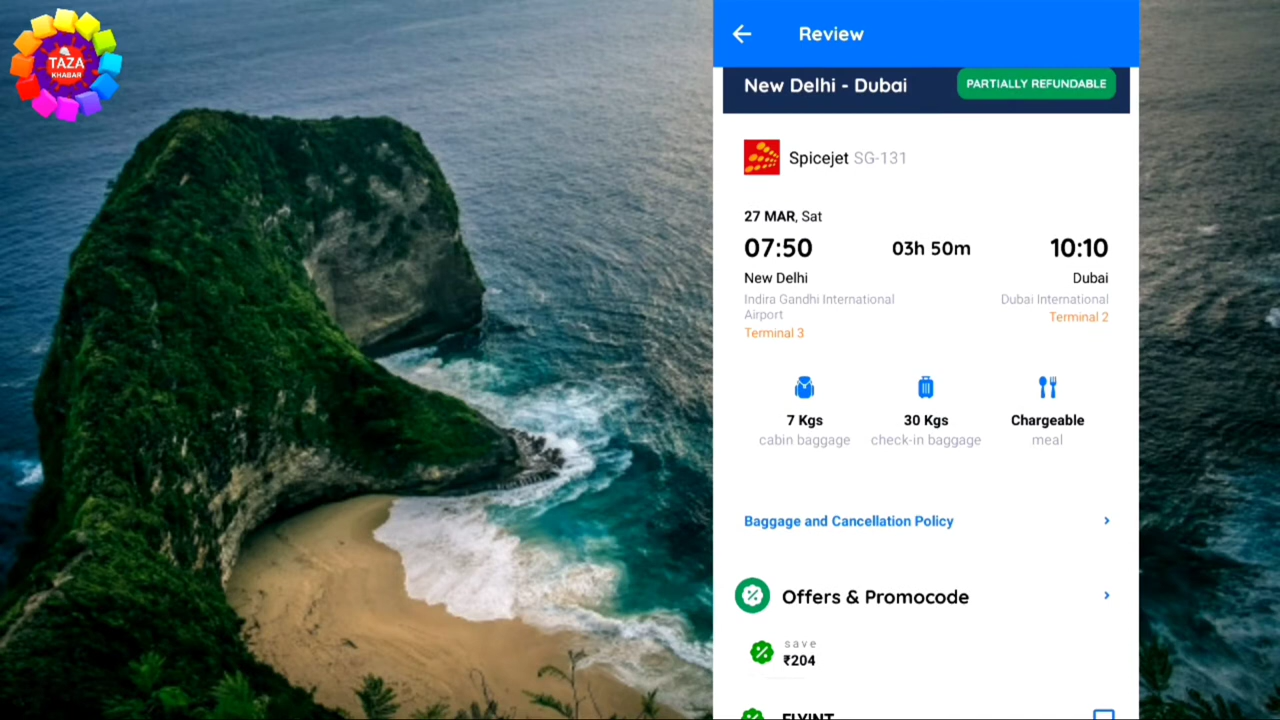 TAZA
KHABAR
Review
New Delhi - Dubai
PARTIALLY REFUNDABLE
Spicejet SG-131
27 MAR, Sat
07:50 03h 50m 10:10
New Delhi Dubai
Indira Gandhi International Dubai International
Airport Terminal 2
Terminal 3
7 Kgs 30 Kgs Chargeable
cabin baggage check-in baggage meal
Baggage and Cancellation Policy
Offers & Promocode
save
₹204